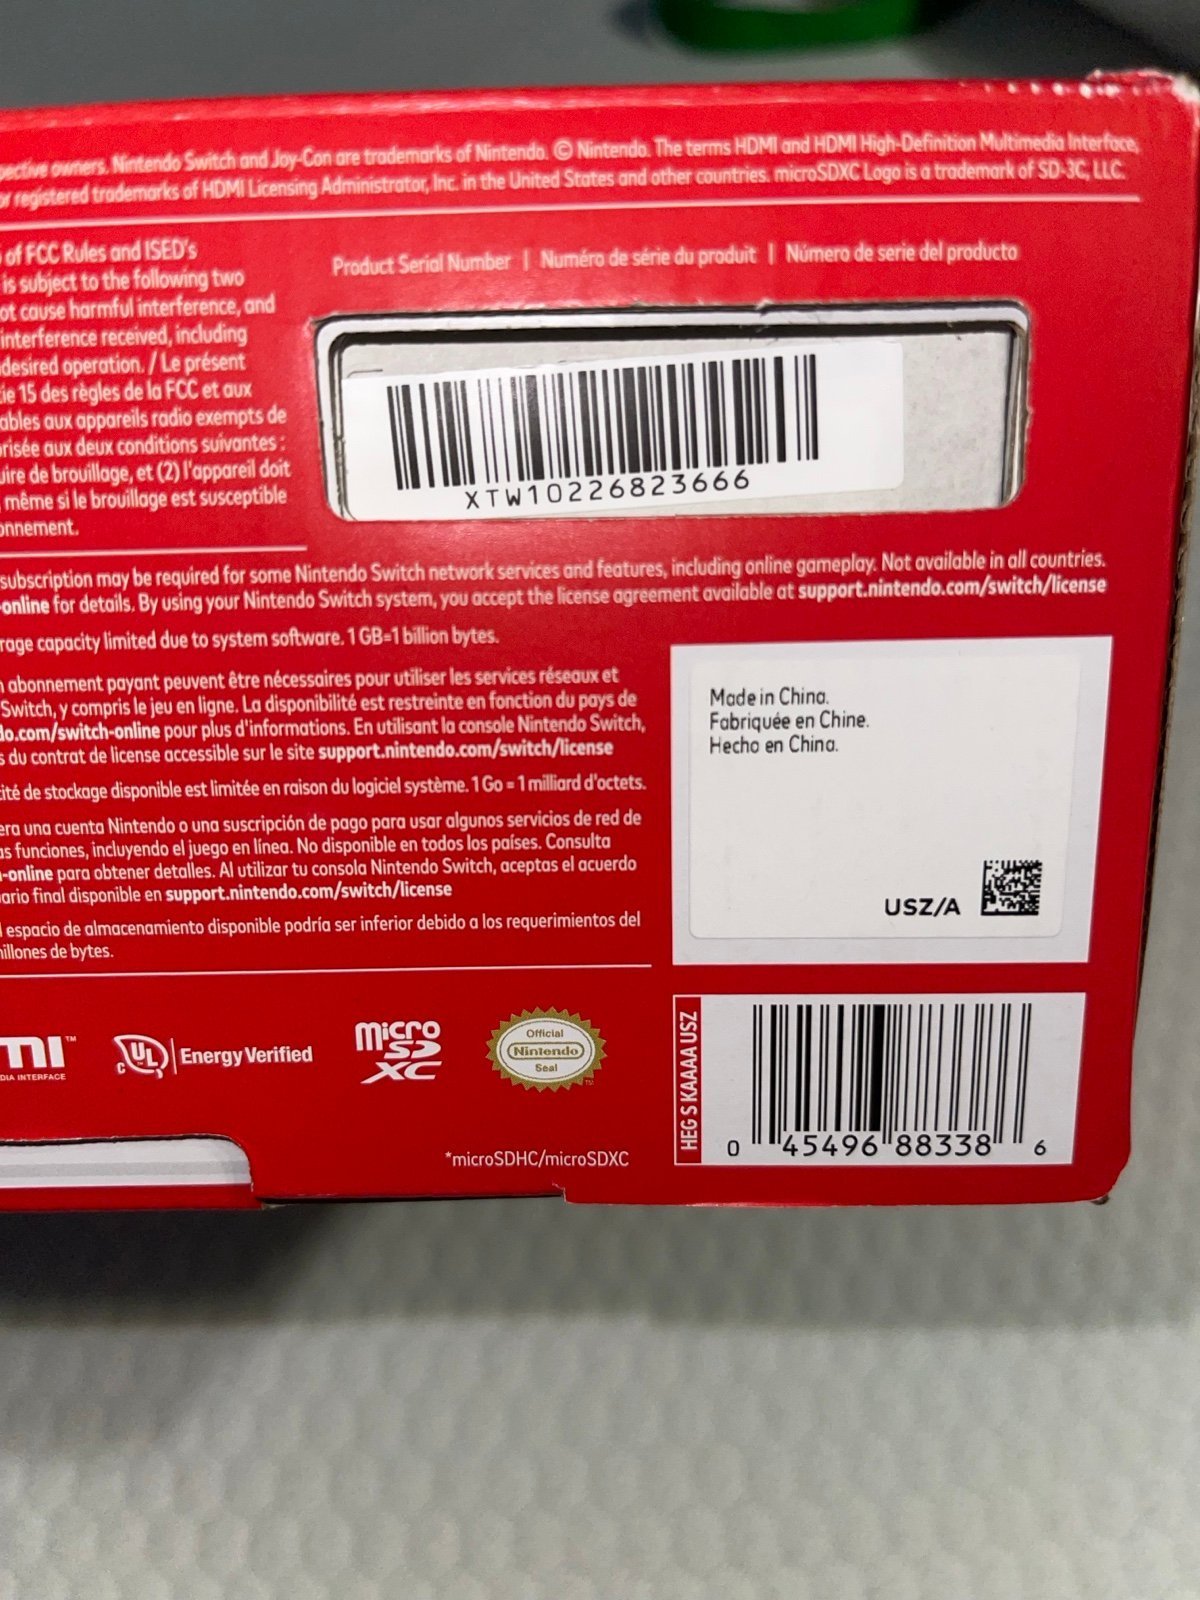 pective owners. Nintendo Switch and Joy-Con are trademarks of Nintendo. © Nintendo. The terms HDMI and HDMI High-Definition Multimedia Interface,
or registered trademarks of HDMI Licensing Administrator, Inc. in the United States and other countries. microSDXC Logo is a trademark of SD-3C, LLC.
of FCC Rules and ISED's
is subject to the following two
ot cause harmful interference, and
interference received, including
desired operation. / Le présent
ie 15 des règles de la FCC et aux
ables aux appareils radio exempts de
risée aux deux conditions suivantes :
uire de brouillage, et (2) l'appareil doit
même si le brouillage est susceptible
onnement.
Product Serial Number | Numéro de série du produit | Número de serie del producto
XTW10226823666
subscription may be required for some Nintendo Switch network services and features, including online gameplay. Not available in all countries.
-online for details. By using your Nintendo Switch system, you accept the license agreement available at support.nintendo.com/switch/license
rage capacity limited due to system software. 1 GB=1 billion bytes.
n abonnement payant peuvent être nécessaires pour utiliser les services réseaux et
Switch, y compris le jeu en ligne. La disponibilité est restreinte en fonction du pays de
do.com/switch-online pour plus d'informations. En utilisant la console Nintendo Switch,
s du contrat de license accessible sur le site support.nintendo.com/switch/license
ité de stockage disponible est limitée en raison du logiciel système. 1 Go = 1 milliard d'octets.
era una cuenta Nintendo o una suscripción de pago para usar algunos servicios de red de
as funciones, incluyendo el juego en línea. No disponible en todos los países. Consulta
-online para obtener detalles. Al utilizar tu consola Nintendo Switch, aceptas el acuerdo
ario final disponible en support.nintendo.com/switch/license
l espacio de almacenamiento disponible podría ser inferior debido a los requerimientos del
illones de bytes.
Made in China.
Fabriquée en Chine.
Hecho en China.
USZ/A
MI™
DIA INTERFACE
C UL Energy Verified
micro
SD
XC
Official
Nintendo
Seal
TM
*microSDHC/microSDXC
HEG S KAAAA USZ
0 45496 88338 6